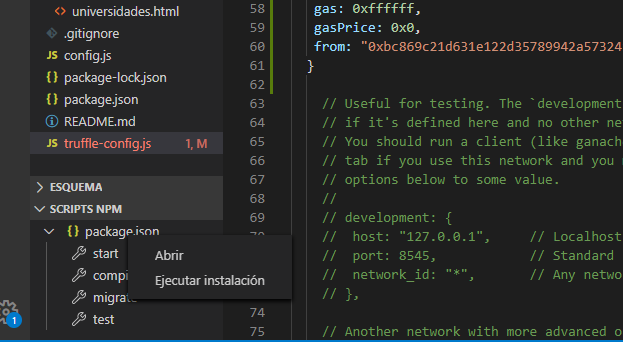 universidades.html
.gitignore
JS config.js
{} package-lock.json
{} package.json
README.md
JS truffle-config.js 1, M
ESQUEMA
SCRIPTS NPM
{} package.json
start
migrate
test
1
Abrir
Ejecutar instalación
58 gas: 0xffffff,
59 gasPrice: 0x0,
60 from: "0xbc869c21d631e122d35789942a57324
61 }
62
63 // Useful for testing. The `development
64 // if it's defined here and no other ne
65 // You should run a client (like ganach
66 // tab if you use this network and you
67 // options below to some value.
68 //
69 // development: {
// host: "127.0.0.1", // Localhost
// port: 8545, // Standard
// network_id: "*", // Any netwo
// },
74
75 // Another network with more advanced o